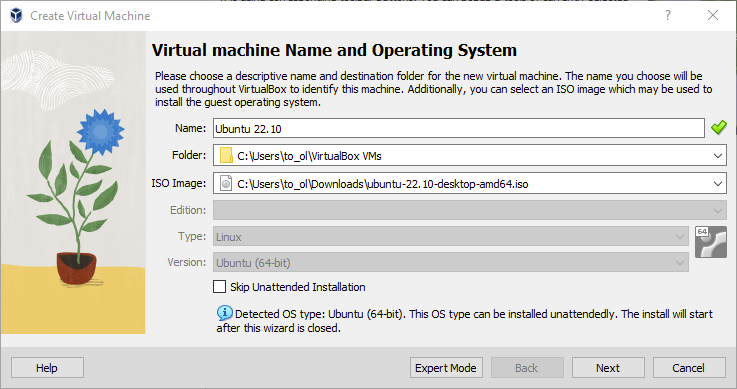 Create Virtual Machine
Virtual machine Name and Operating System
Please choose a descriptive name and destination folder for the new virtual machine. The name you choose will be
used throughout VirtualBox to identify this machine. Additionally, you can select an ISO image which may be used to
install the guest operating system.
Name: Ubuntu 22.10
Folder: C:\Users\to_ol\VirtualBox VMs
ISO Image: C:\Users\to_ol\Downloads\ubuntu-22.10-desktop-amd64.iso
Edition:
Type: Linux
64
Version: Ubuntu (64-bit)
Skip Unattended Installation
Detected OS type: Ubuntu (64-bit). This OS type can be installed unattendedly. The install will start
after this wizard is closed.
Help Expert Mode Back Next Cancel